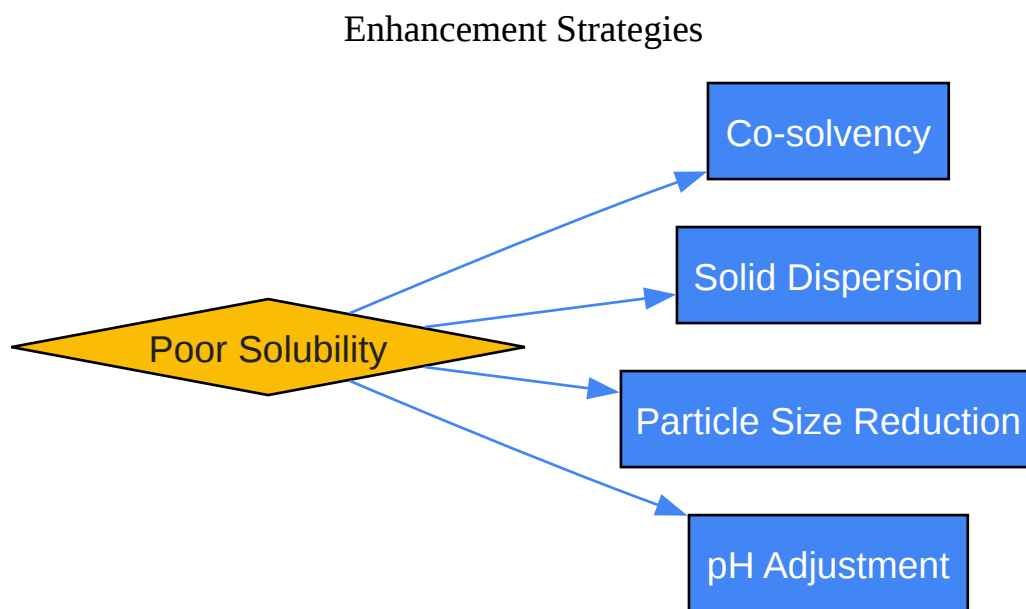 Enhancement Strategies
Co-solvency
Solid Dispersion
Poor Solubility
Particle Size Reduction
pH Adjustment